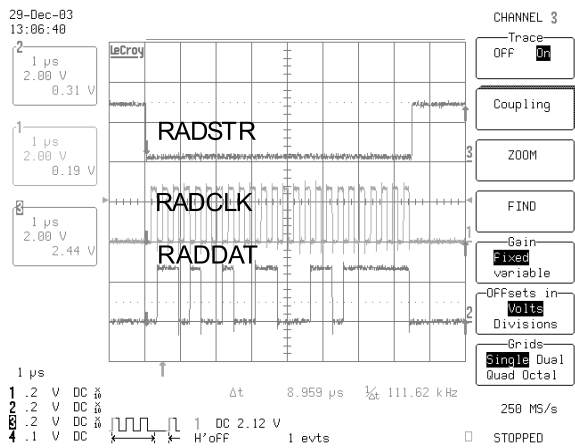 29-Dec-03
13:06:40
LeCroy
2
1 µs
2.00 V
0.31 V
1
1 µs
2.00 V
0.19 V
3
1 µs
2.00 V
2.44 V
RADSTR
RADCLK
RADDAT
3
1
2
CHANNEL 3
Trace
OFF On
Coupling
ZOOM
FIND
Gain
Fixed
variable
Offsets in
Volts
Divisions
Grids
Single Dual
Quad Octal
1 µs
Δt 8.959 µs 1/Δt 111.62 kHz
1 .2 V DC X10
2 .2 V DC X10
3 .2 V DC X10
4 .1 V DC
1 DC 2.12 V
H'off 1 evts
250 MS/s
STOPPED